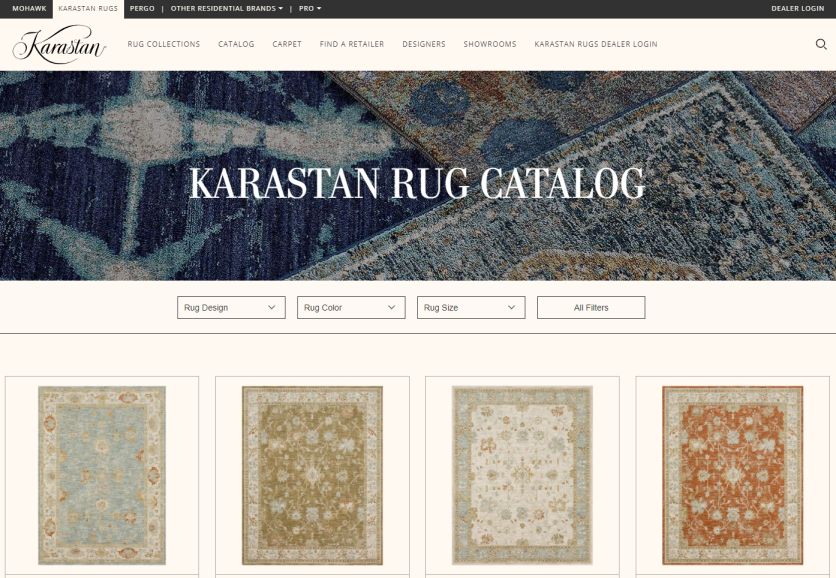 MOHAWK KARASTAN RUGS PERGO | OTHER RESIDENTIAL BRANDS | PRO DEALER LOGIN
Karastan RUG COLLECTIONS CATALOG CARPET FIND A RETAILER DESIGNERS SHOWROOMS KARASTAN RUGS DEALER LOGIN
KARASTAN RUG CATALOG
Rug Design Rug Color Rug Size All Filters